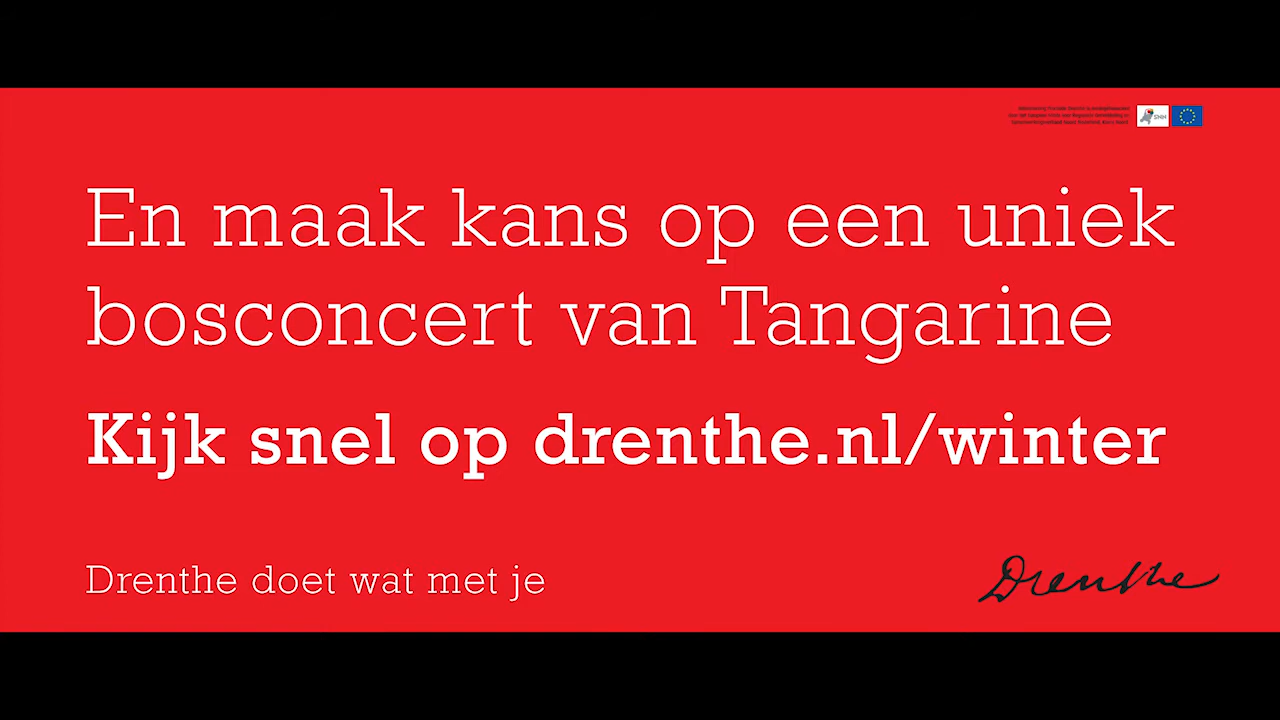 SNN
En maak kans op een uniek
bosconcert van Tangarine
Kijk snel op drenthe.nl/winter
Drenthe doet wat met je
Drenthe